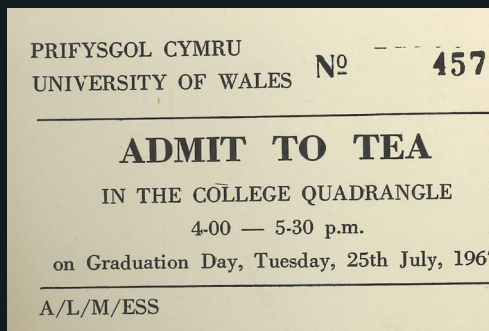 PRIFYSGOL CYMRU
UNIVERSITY OF WALES
Nº 457
ADMIT TO TEA
IN THE COLLEGE QUADRANGLE
4-00 — 5-30 p.m.
on Graduation Day, Tuesday, 25th July, 196
A/L/M/ESS